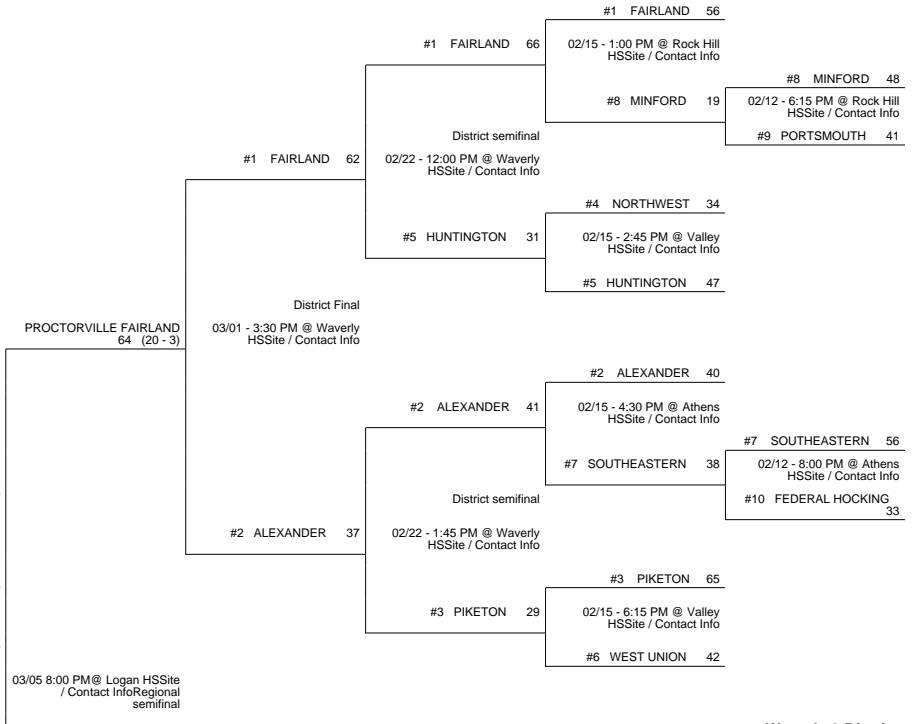 #1 FAIRLAND 56
#1 FAIRLAND 66
02/15 - 1:00 PM @ Rock Hill
HSSite / Contact Info
#8 MINFORD 48
#8 MINFORD 19
02/12 - 6:15 PM @ Rock Hill
HSSite / Contact Info
#9 PORTSMOUTH 41
District semifinal
#1 FAIRLAND 62
02/22 - 12:00 PM @ Waverly
HSSite / Contact Info
#4 NORTHWEST 34
#5 HUNTINGTON 31
02/15 - 2:45 PM @ Valley
HSSite / Contact Info
#5 HUNTINGTON 47
District Final
PROCTORVILLE FAIRLAND
64 (20 - 3)
03/01 - 3:30 PM @ Waverly
HSSite / Contact Info
#2 ALEXANDER 40
#2 ALEXANDER 41
02/15 - 4:30 PM @ Athens
HSSite / Contact Info
#7 SOUTHEASTERN 56
#7 SOUTHEASTERN 38
02/12 - 8:00 PM @ Athens
HSSite / Contact Info
#10 FEDERAL HOCKING
33
District semifinal
#2 ALEXANDER 37
02/22 - 1:45 PM @ Waverly
HSSite / Contact Info
#3 PIKETON 65
#3 PIKETON 29
02/15 - 6:15 PM @ Valley
HSSite / Contact Info
#6 WEST UNION 42
03/05 8:00 PM@ Logan HSSite
/ Contact InfoRegional
semifinal